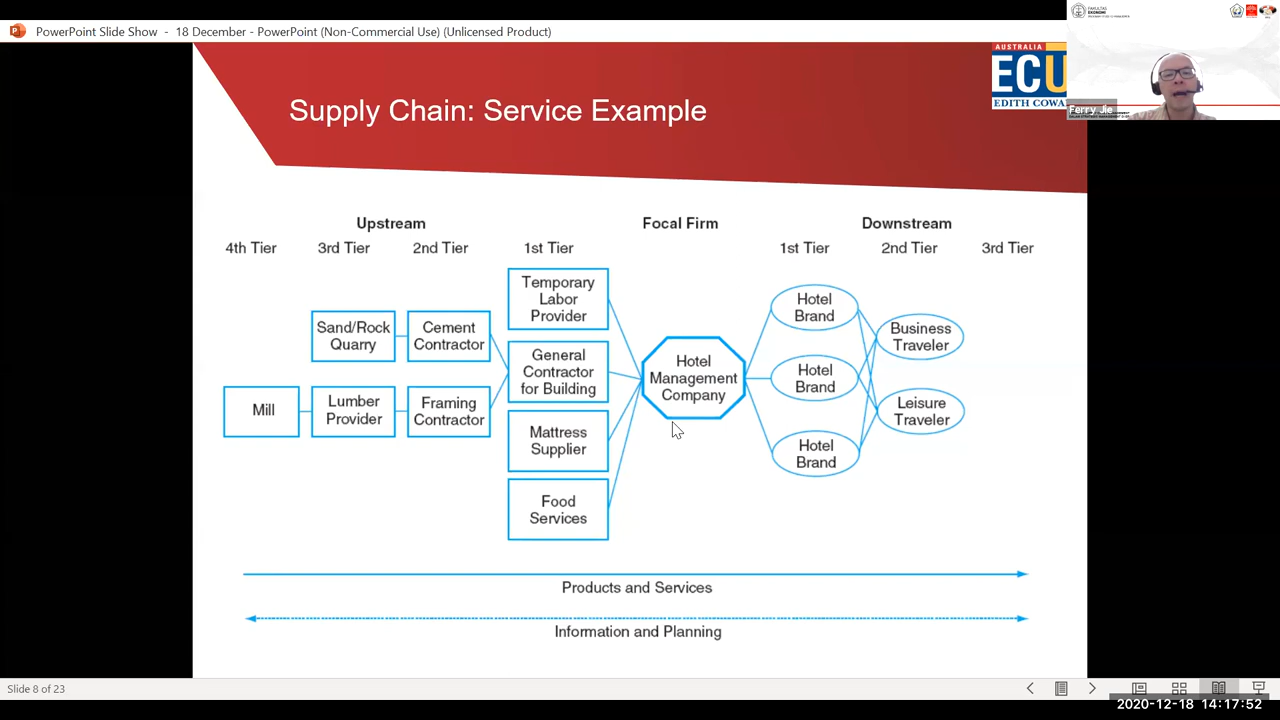 PowerPoint Slide Show - 18 December - PowerPoint (Non-Commercial Use) (Unlicensed Product)
FAKULTAS
EKONOMI
AUSTRALIA
ECU
EDITH COWA
Ferry Jie
Supply Chain: Service Example
Upstream
Focal Firm
Downstream
4th Tier
3rd Tier
2nd Tier
1st Tier
1st Tier
2nd Tier
3rd Tier
Temporary
Labor
Provider
Sand/Rock
Quarry
Cement
Contractor
General
Contractor
for Building
Mill
Lumber
Provider
Framing
Contractor
Mattress
Supplier
Food
Services
Hotel
Management
Company
Hotel
Brand
Hotel
Brand
Hotel
Brand
Business
Traveler
Leisure
Traveler
Products and Services
Information and Planning
Slide 8 of 23
2020-12-18 14:17:52